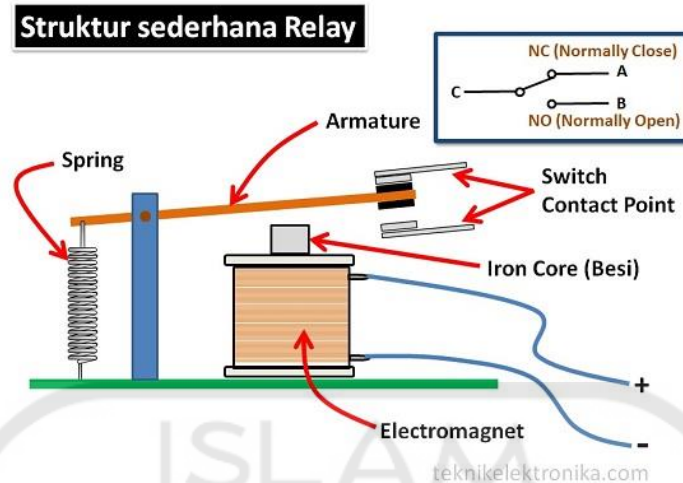 Struktur sederhana Relay
NC (Normally Close)
A
C
B
NO (Normally Open)
Armature
Spring
Switch
Contact Point
Iron Core (Besi)
+
Electromagnet
-
ISLAM
teknikelektronika.com